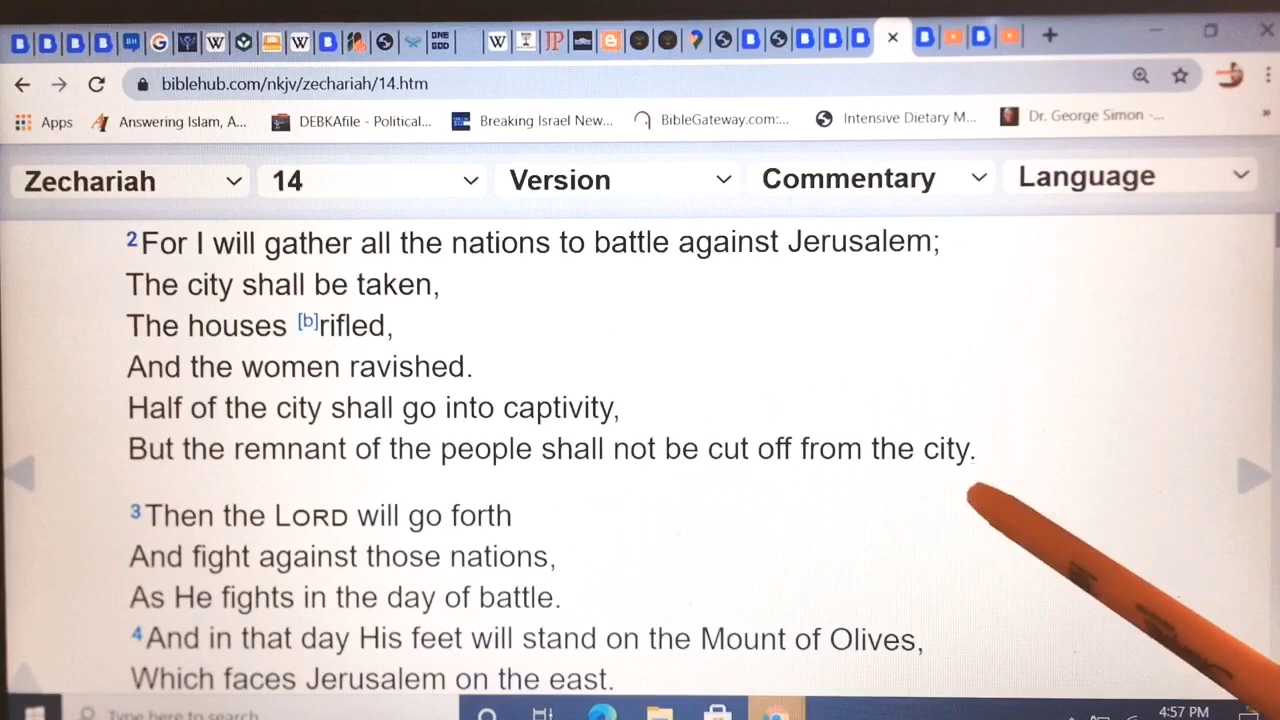 biblehub.com/nkjv/zechariah/14.htm
Apps Answering Islam, A... DEBKAfile - Political... Breaking Israel New... BibleGateway.com:... Intensive Dietary M... Dr. George Simon -...
Zechariah 14 Version Commentary Language
2 For I will gather all the nations to battle against Jerusalem;
The city shall be taken,
The houses [b]rifled,
And the women ravished.
Half of the city shall go into captivity,
But the remnant of the people shall not be cut off from the city.
3 Then the LORD will go forth
And fight against those nations,
As He fights in the day of battle.
4 And in that day His feet will stand on the Mount of Olives,
Which faces Jerusalem on the east.
Type here to search
4:57 PM